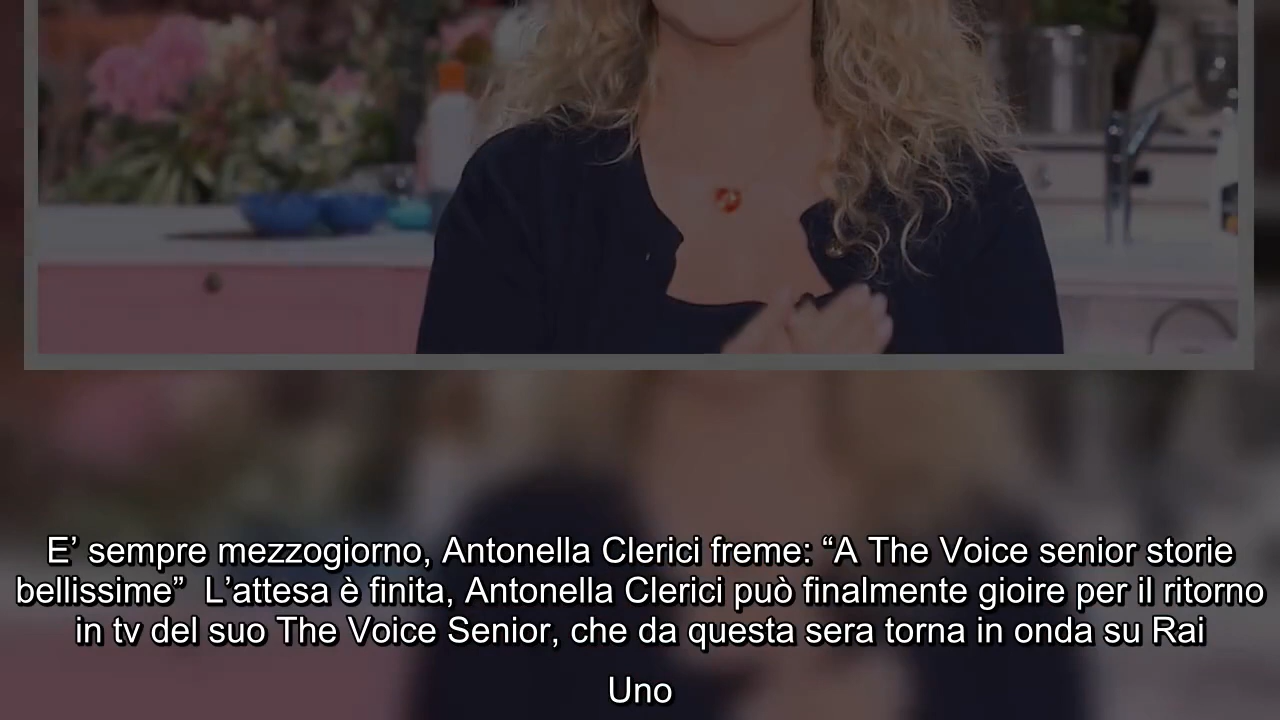 E’ sempre mezzogiorno, Antonella Clerici freme: “A The Voice senior storie
bellissime”  L’attesa è finita, Antonella Clerici può finalmente gioire per il ritorno
in tv del suo The Voice Senior, che da questa sera torna in onda su Rai
Uno